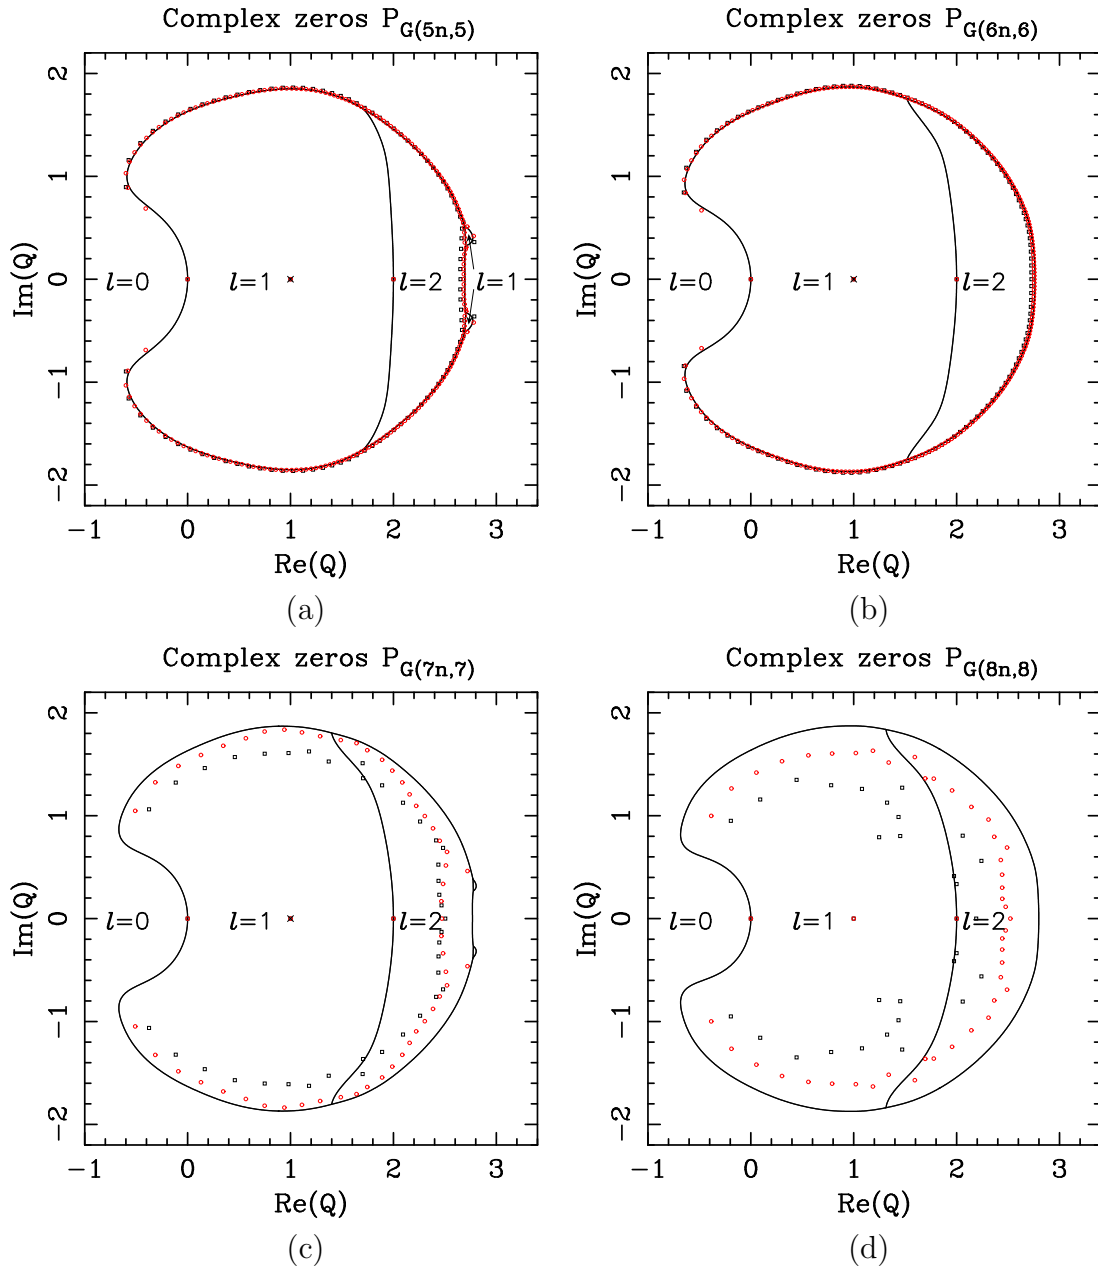 Complex zeros P_G(5n,5)
2
1
0
−1
−2
Im(Q)
l=0
l=1
l=2
l=1
−1 0 1 2 3
Re(Q)
(a)
Complex zeros P_G(6n,6)
2
1
0
−1
−2
Im(Q)
l=0
l=1
l=2
−1 0 1 2 3
Re(Q)
(b)
Complex zeros P_G(7n,7)
2
1
0
−1
−2
Im(Q)
l=0
l=1
l=2
−1 0 1 2 3
Re(Q)
(c)
Complex zeros P_G(8n,8)
2
1
0
−1
−2
Im(Q)
l=0
l=1
l=2
−1 0 1 2 3
Re(Q)
(d)